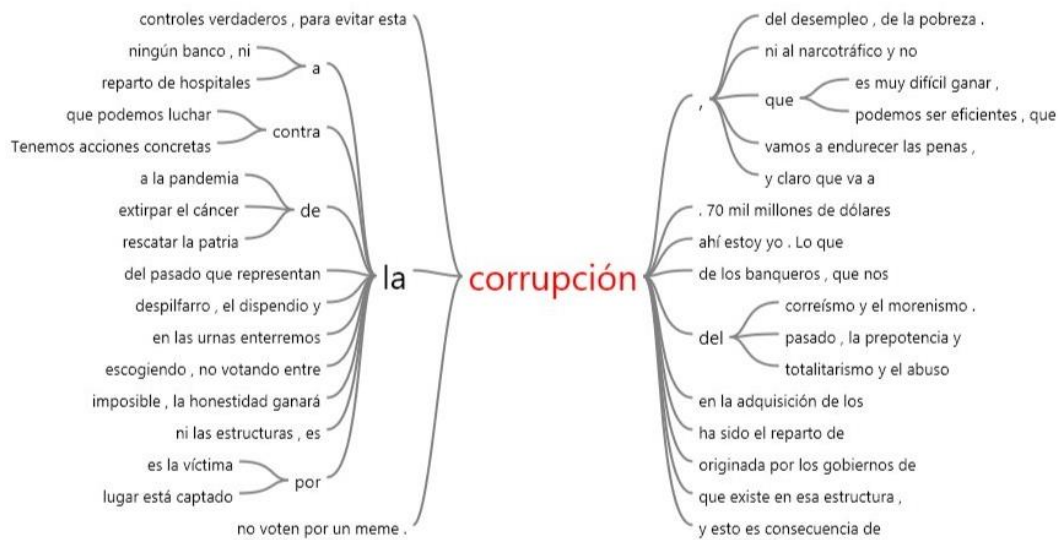 controles verdaderos , para evitar esta
ningún banco , ni
reparto de hospitales
a
que podemos luchar
Tenemos acciones concretas
contra
a la pandemia
extirpar el cáncer
rescatar la patria
de
del pasado que representan
despilfarro , el dispendio y
en las urnas enterremos
escogiendo , no votando entre
imposible , la honestidad ganará
ni las estructuras , es
es la víctima
lugar está captado
por
la
no voten por un meme .
corrupción
,
del desempleo , de la pobreza .
ni al narcotráfico y no
que
es muy difícil ganar ,
podemos ser eficientes , que
vamos a endurecer las penas ,
y claro que va a
. 70 mil millones de dólares
ahí estoy yo . Lo que
de los banqueros , que nos
del
correísmo y el morenismo .
pasado , la prepotencia y
totalitarismo y el abuso
en la adquisición de los
ha sido el reparto de
originada por los gobiernos de
que existe en esa estructura ,
y esto es consecuencia de